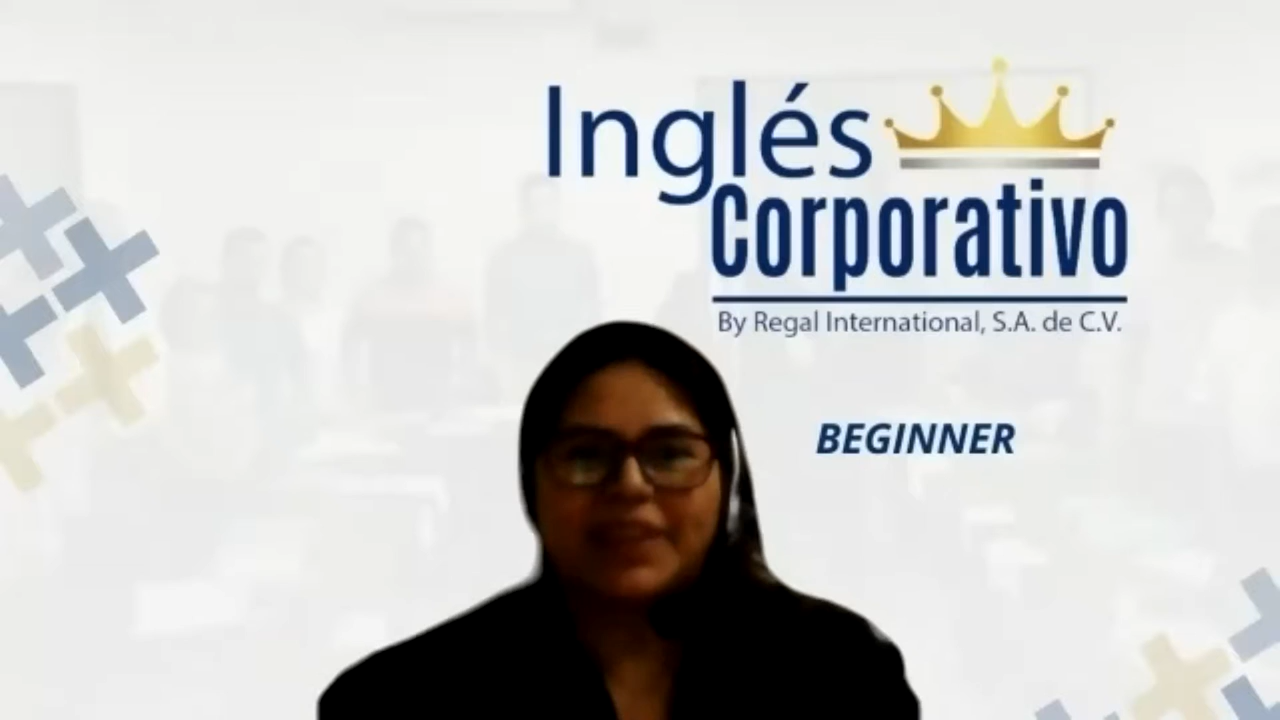 Inglés
Corporativo
By Regal International, S.A. de C.V.
BEGINNER